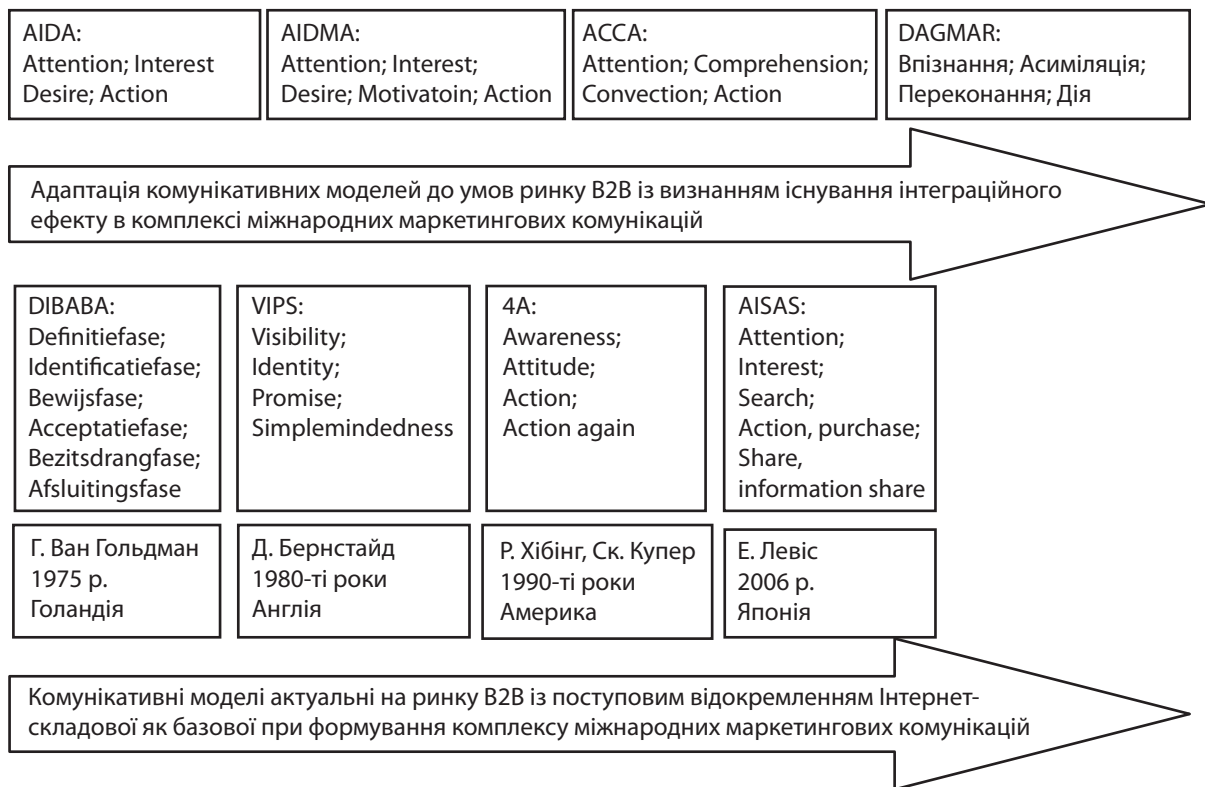 AIDA:
Attention; Interest
Desire; Action
AIDMA:
Attention; Interest;
Desire; Motivatoin; Action
ACCA:
Attention; Comprehension;
Convection; Action
DAGMAR:
Впізнання; Асиміляція;
Переконання; Дія
Адаптація комунікативних моделей до умов ринку В2В із визнанням існування інтеграційного
ефекту в комплексі міжнародних маркетингових комунікацій
DIBABA:
Definitiefase;
Identificatiefase;
Bewijsfase;
Acceptatiefase;
Bezitsdrangfase;
Afsluitingsfase
VIPS:
Visibility;
Identity;
Promise;
Simplemindedness
4A:
Awareness;
Attitude;
Action;
Action again
AISAS:
Attention;
Interest;
Search;
Action, purchase;
Share,
information share
Г. Ван Гольдман
1975 р.
Голандія
Д. Бернстайд
1980-ті роки
Англія
Р. Хібінг, Ск. Купер
1990-ті роки
Америка
Е. Левіс
2006 р.
Японія
Комунікативні моделі актуальні на ринку В2В із поступовим відокремленням Інтернет-
складової як базової при формування комплексу міжнародних маркетингових комунікацій